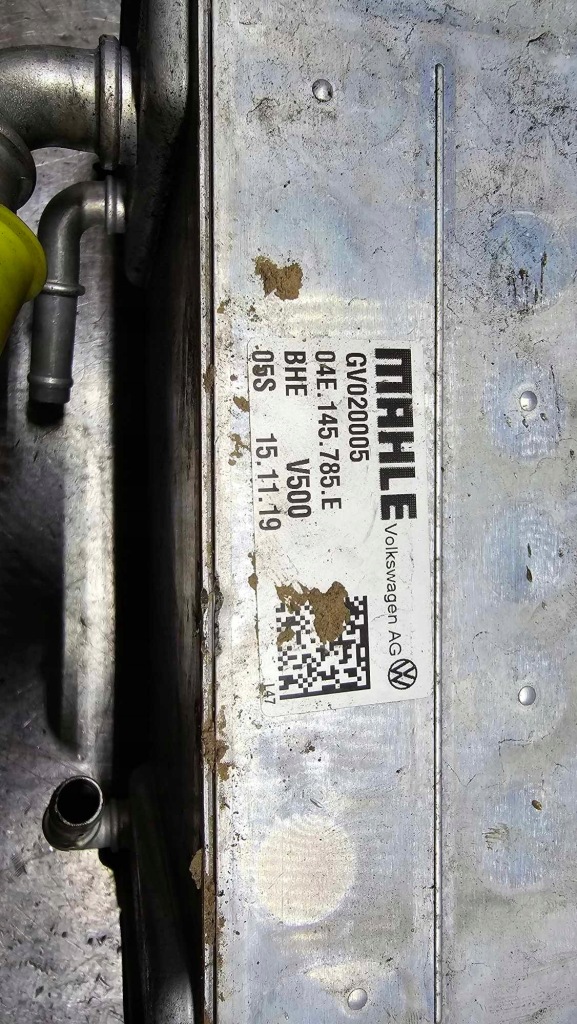 MAHLE Volkswagen AG
GV020005
04E.145.785.E
BHE V500
05S 15.11.19
147